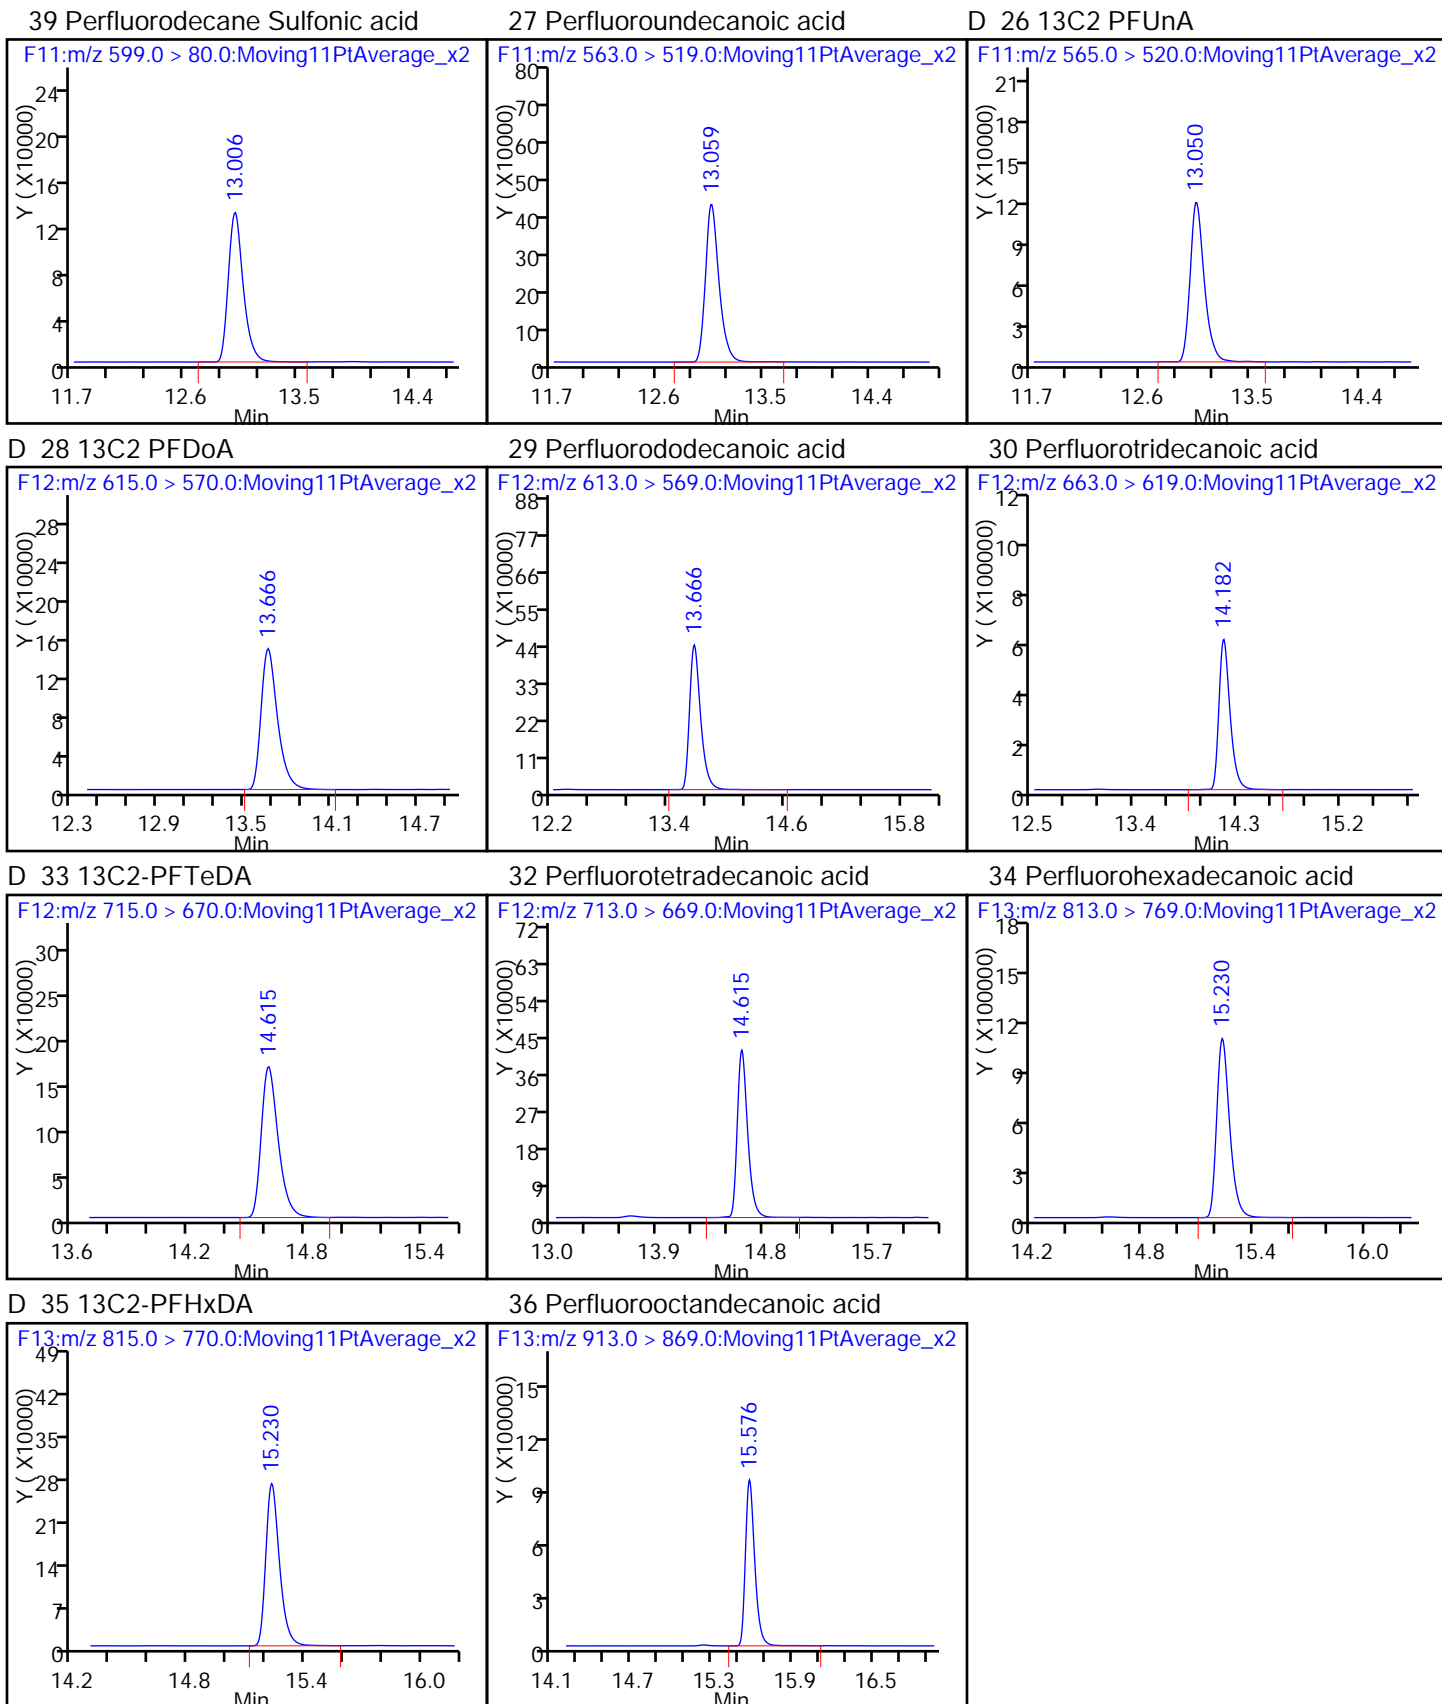 39 Perfluorodecane Sulfonic acid
F11:m/z 599.0 > 80.0:Moving11PtAverage_x2
Y ( X10000)
24
20
16
12
8
4
0
13.006
11.7 12.6 13.5 14.4
Min
27 Perfluoroundecanoic acid
F11:m/z 563.0 > 519.0:Moving11PtAverage_x2
Y ( X10000)
80
70
60
50
40
30
20
10
0
13.059
11.7 12.6 13.5 14.4
Min
D 26 13C2 PFUnA
F11:m/z 565.0 > 520.0:Moving11PtAverage_x2
Y ( X10000)
21
18
15
12
9
6
3
0
13.050
11.7 12.6 13.5 14.4
Min
D 28 13C2 PFDoA
F12:m/z 615.0 > 570.0:Moving11PtAverage_x2
Y ( X10000)
28
24
20
16
12
8
4
0
13.666
12.3 12.9 13.5 14.1 14.7
Min
29 Perfluorododecanoic acid
F12:m/z 613.0 > 569.0:Moving11PtAverage_x2
Y ( X10000)
88
77
66
55
44
33
22
11
0
13.666
12.2 13.4 14.6 15.8
Min
30 Perfluorotridecanoic acid
F12:m/z 663.0 > 619.0:Moving11PtAverage_x2
Y ( X100000)
12
10
8
6
4
2
0
14.182
12.5 13.4 14.3 15.2
Min
D 33 13C2-PFTeDA
F12:m/z 715.0 > 670.0:Moving11PtAverage_x2
Y ( X10000)
30
25
20
15
10
5
0
14.615
13.6 14.2 14.8 15.4
Min
32 Perfluorotetradecanoic acid
F12:m/z 713.0 > 669.0:Moving11PtAverage_x2
Y ( X10000)
72
63
54
45
36
27
18
9
0
14.615
13.0 13.9 14.8 15.7
Min
34 Perfluorohexadecanoic acid
F13:m/z 813.0 > 769.0:Moving11PtAverage_x2
Y ( X100000)
18
15
12
9
6
3
0
15.230
14.2 14.8 15.4 16.0
Min
D 35 13C2-PFHxDA
F13:m/z 815.0 > 770.0:Moving11PtAverage_x2
Y ( X10000)
49
42
35
28
21
14
7
0
15.230
14.2 14.8 15.4 16.0
Min
36 Perfluorooctandecanoic acid
F13:m/z 913.0 > 869.0:Moving11PtAverage_x2
Y ( X100000)
15
12
9
6
3
0
15.576
14.1 14.7 15.3 15.9 16.5
Min